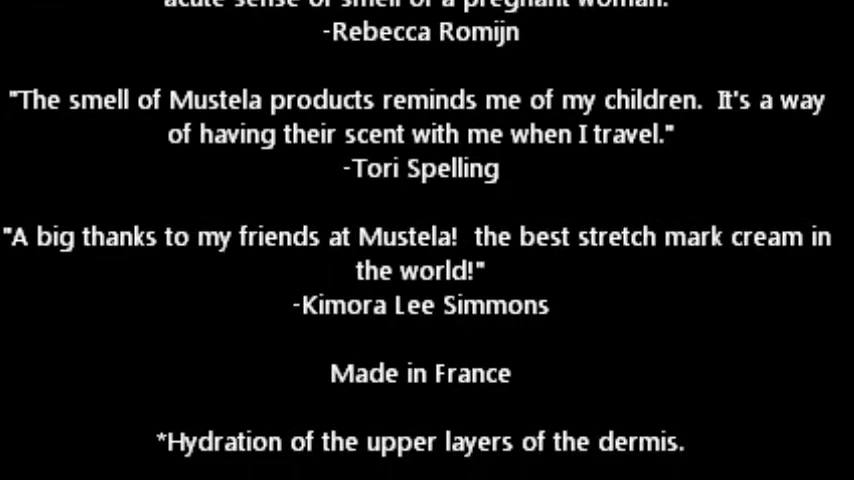 acute sense of smell of a pregnant woman."
-Rebecca Romijn
"The smell of Mustela products reminds me of my children.  It's a way
of having their scent with me when I travel."
-Tori Spelling
"A big thanks to my friends at Mustela!  the best stretch mark cream in
the world!"
-Kimora Lee Simmons
Made in France
*Hydration of the upper layers of the dermis.